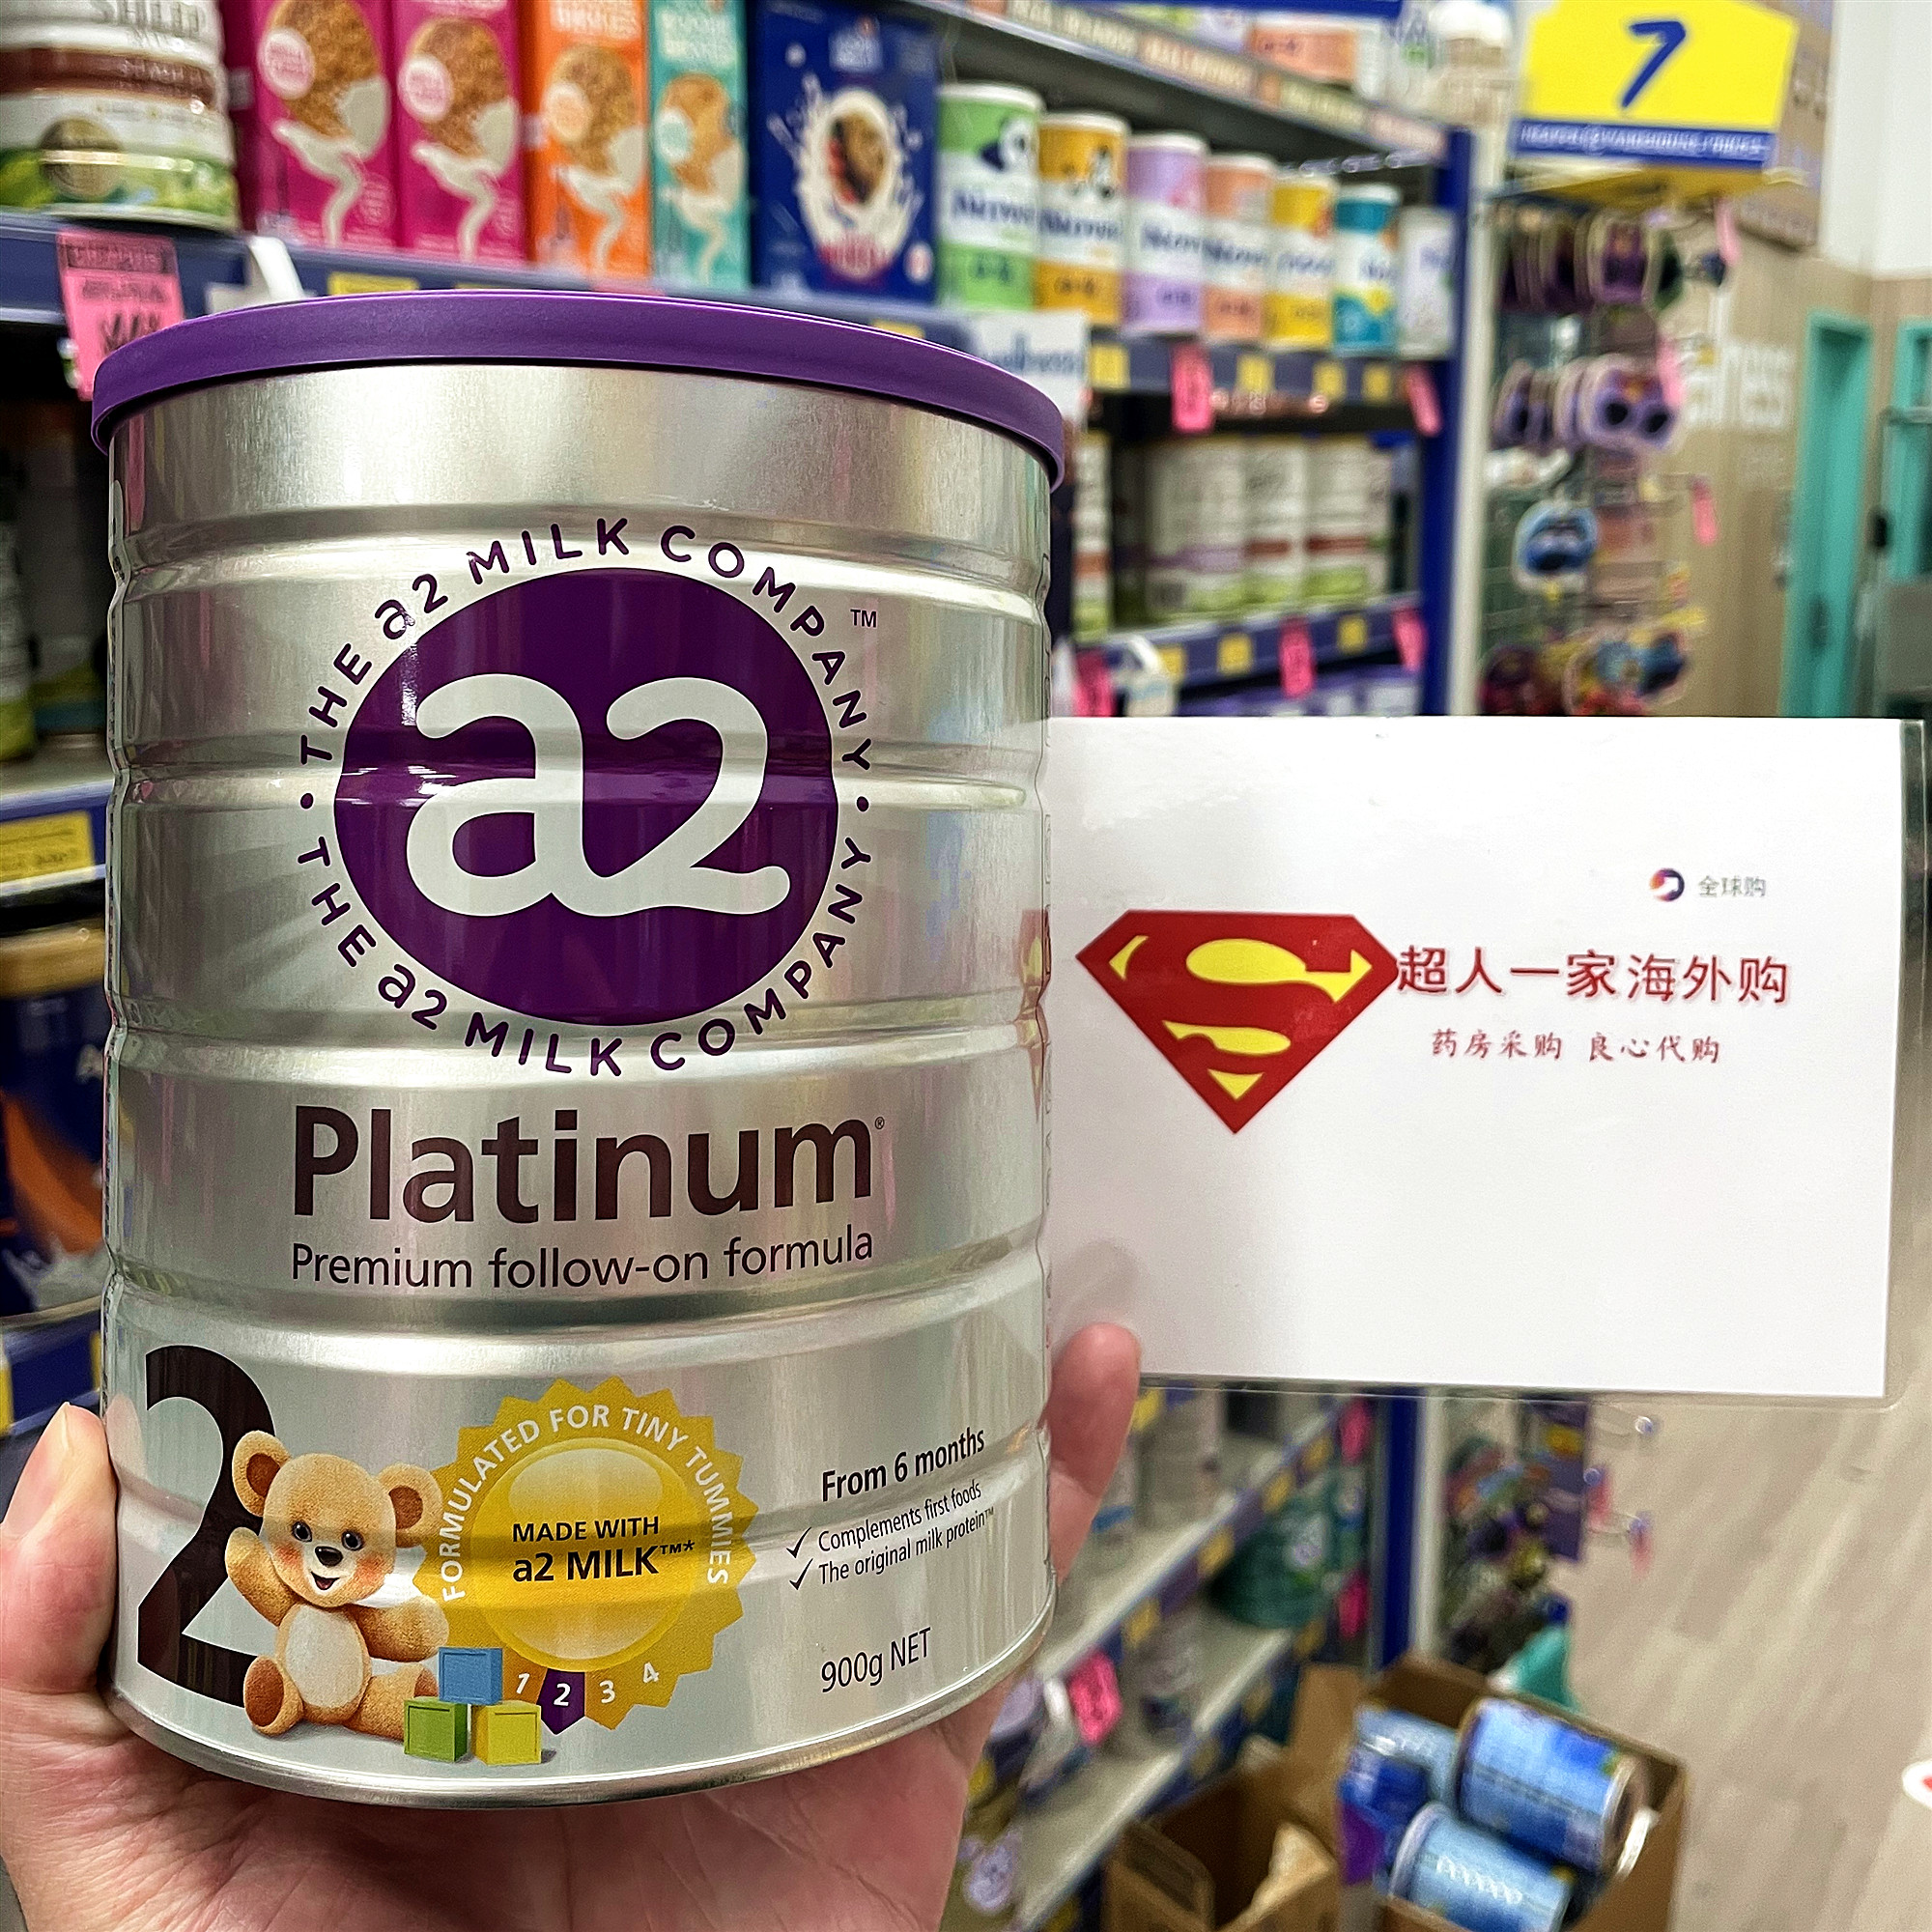 7
THE a2 MILK COMPANY
TM
a2
THE a2 MILK COMPANY
Platinum®
Premium follow-on formula
2
FORMULATED FOR TINY TUMMIES
MADE WITH
a2 MILK™*
1 2 3 4
From 6 months
✓ Complements first foods
✓ The original milk protein™
900g NET
全球购
S
超人一家海外购
药房采购 良心代购